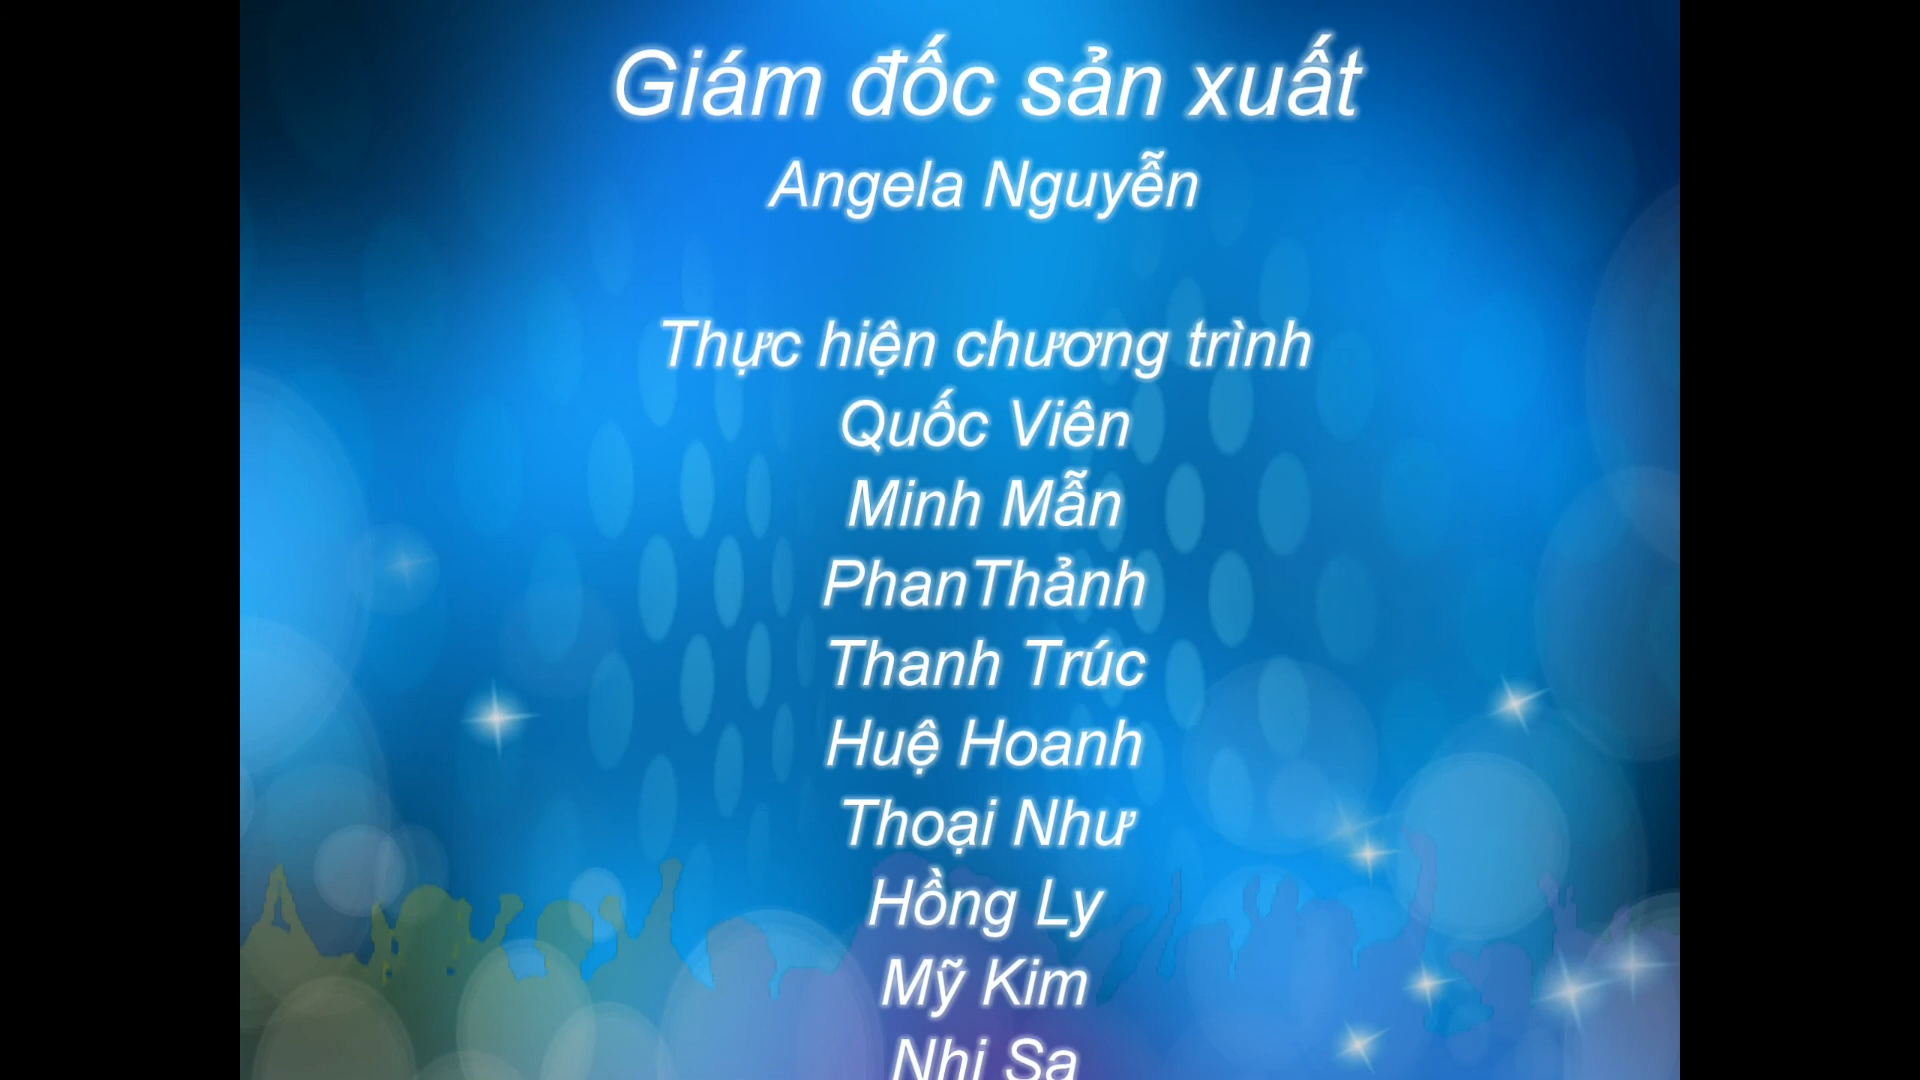 Giám đốc sản xuất
Angela Nguyễn
Thực hiện chương trình
Quốc Viên
Minh Mẫn
PhanThảnh
Thanh Trúc
Huệ Hoanh
Thoại Như
Hồng Ly
Mỹ Kim
Nhi Sa